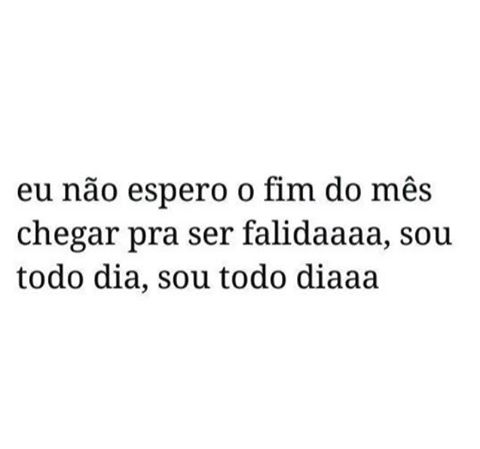 eu não espero o fim do mês
chegar pra ser falidaaaa, sou
todo dia, sou todo diaaa